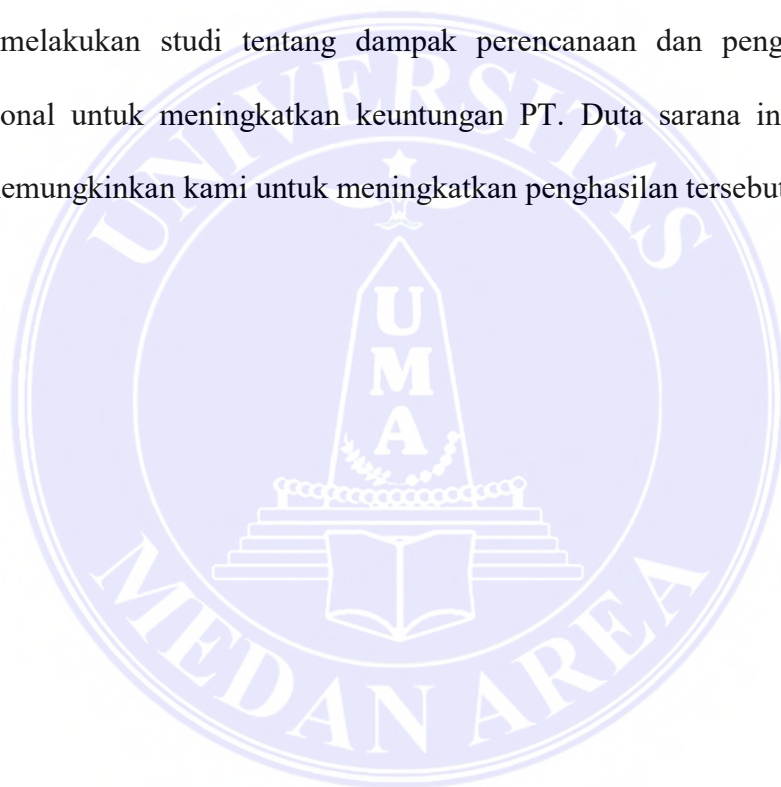 melakukan studi tentang dampak perencanaan dan peng
onal untuk meningkatkan keuntungan PT. Duta sarana in
emungkinkan kami untuk meningkatkan penghasilan tersebut
UNIVERSITAS
UMA
MEDAN AREA